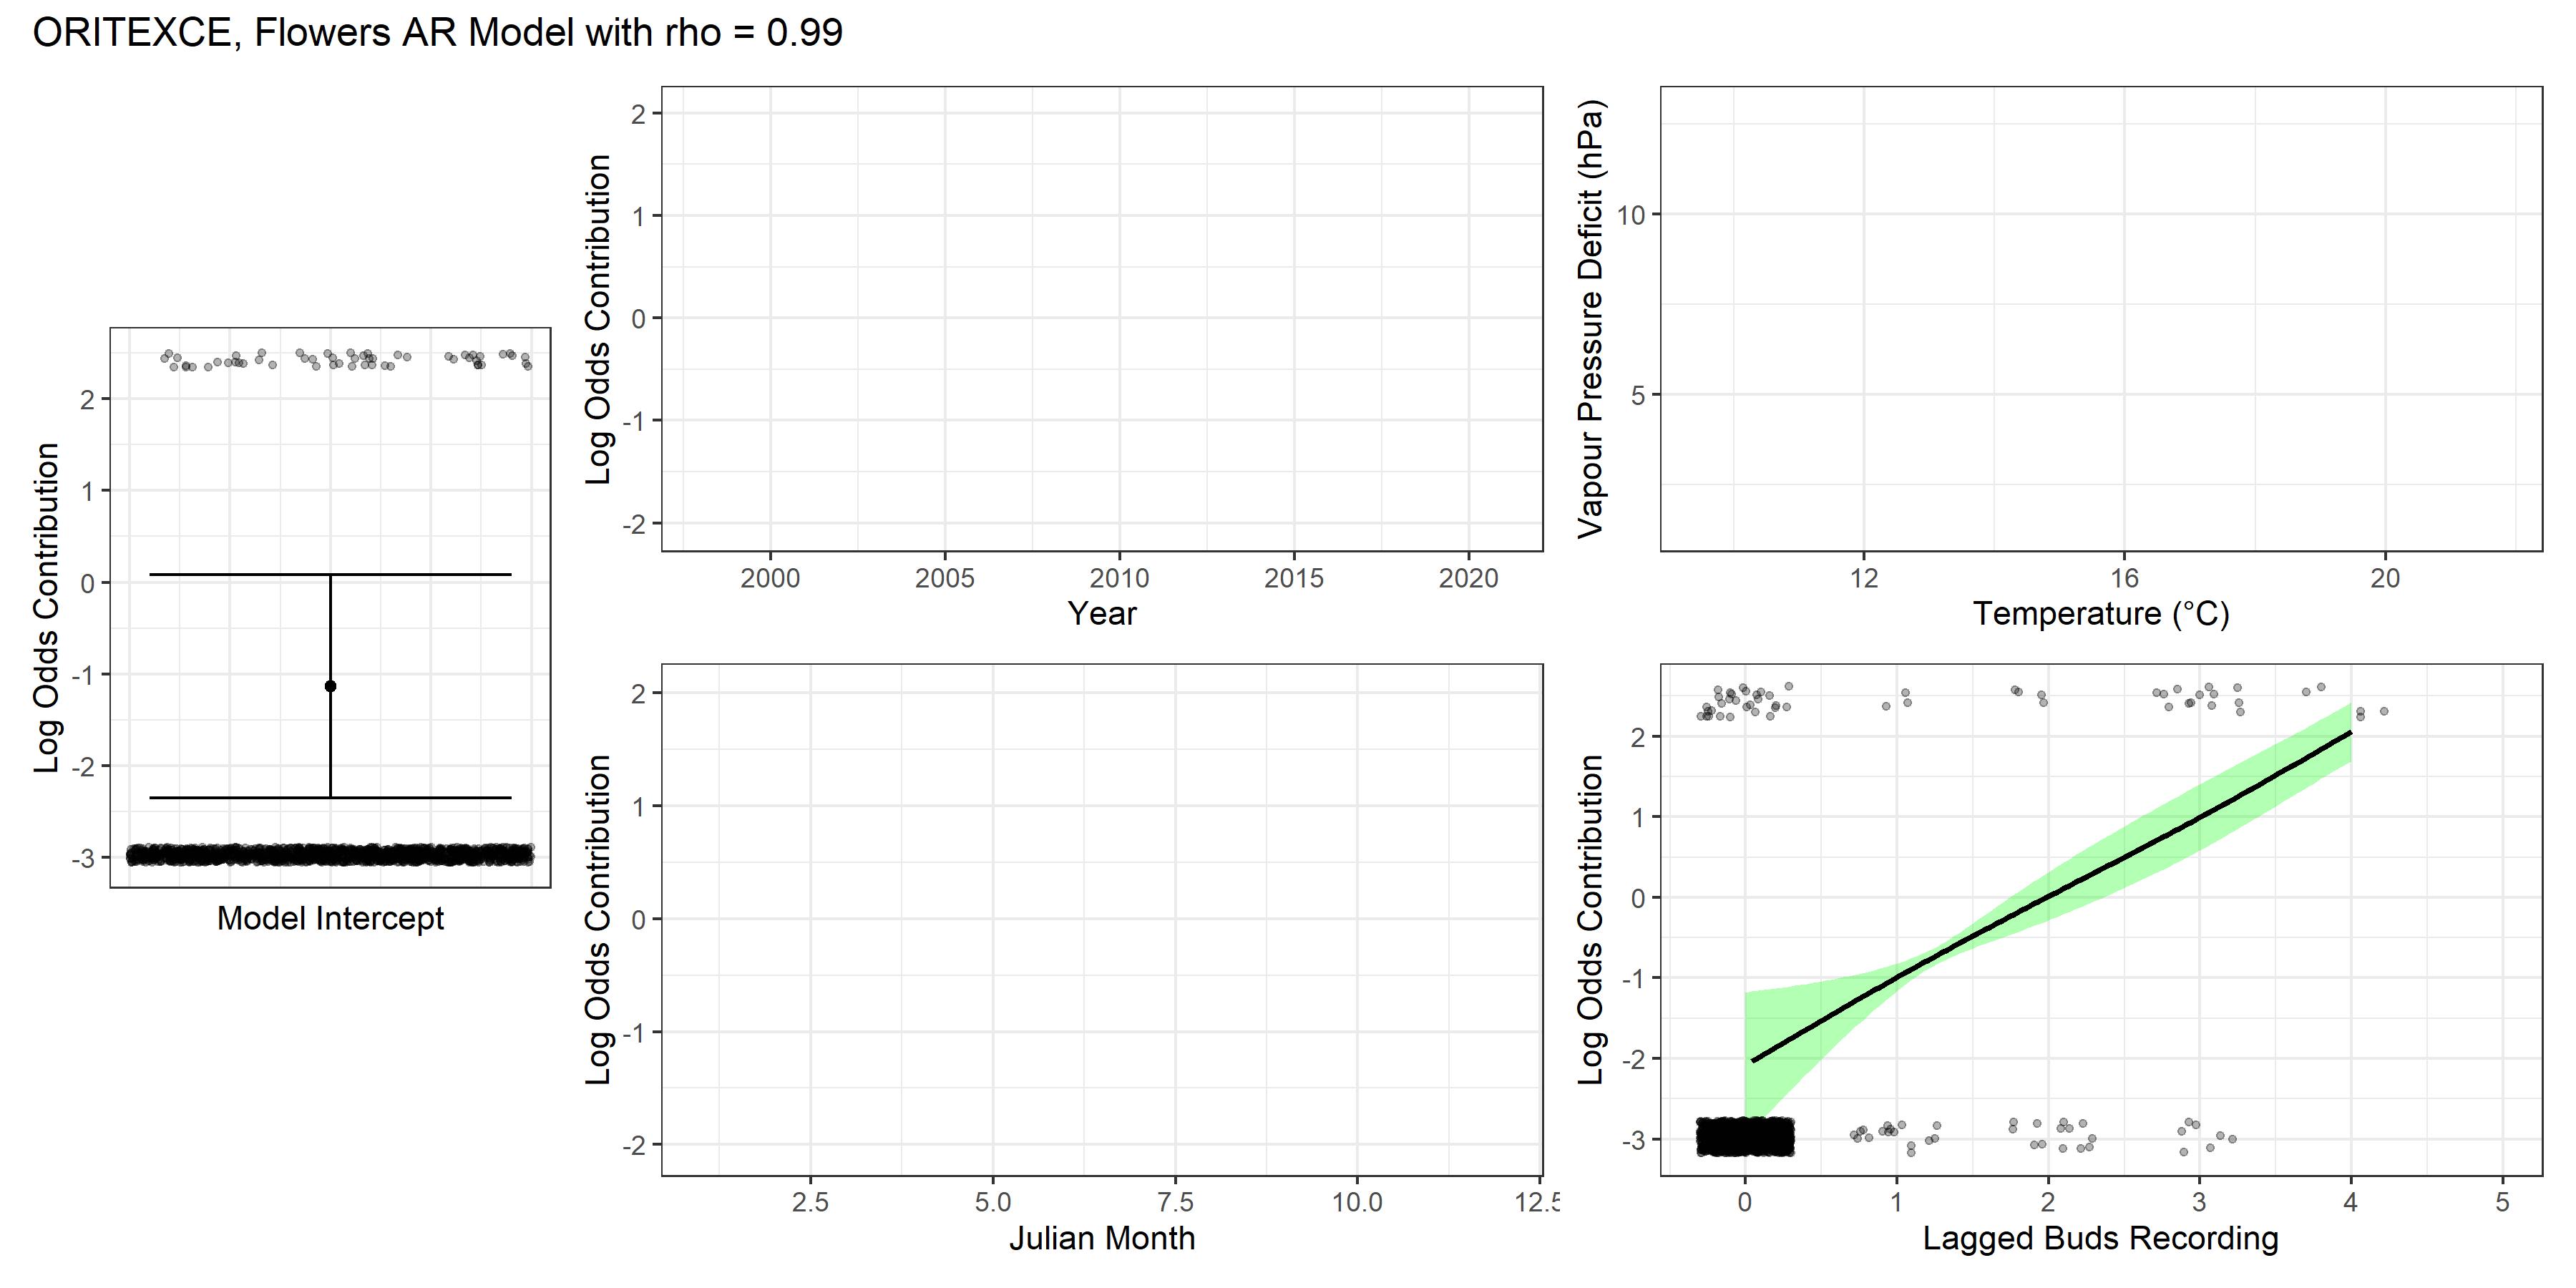 ORITEXCE, Flowers AR Model with rho = 0.99
Log Odds Contribution
2
1
0
-1
-2
-3
Model Intercept
Log Odds Contribution
2
1
0
-1
-2
2000 2005 2010 2015 2020
Year
Vapour Pressure Deficit (hPa)
10
5
12 16 20
Temperature (°C)
Log Odds Contribution
2
1
0
-1
-2
2.5 5.0 7.5 10.0 12.5
Julian Month
Log Odds Contribution
2
1
0
-1
-2
-3
0 1 2 3 4 5
Lagged Buds Recording